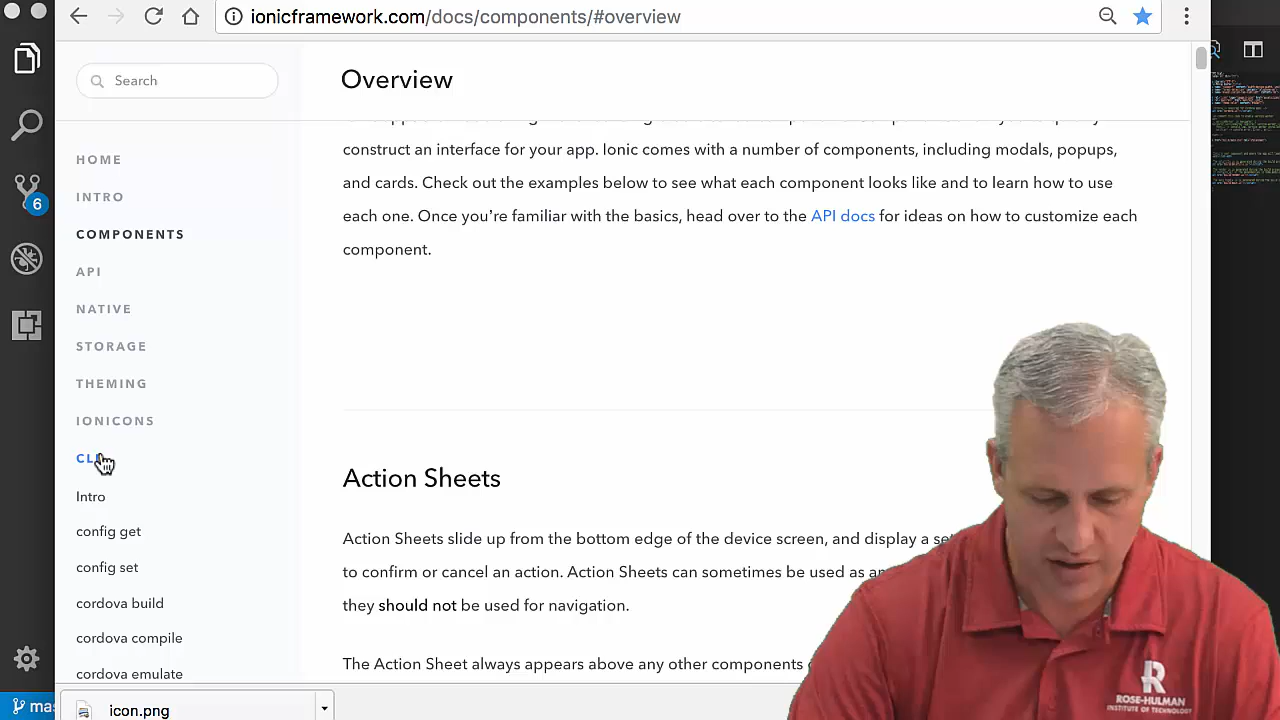 ionicframework.com/docs/components/#overview
Search
Overview
HOME
INTRO
COMPONENTS
API
NATIVE
STORAGE
THEMING
IONICONS
Intro
config get
config set
cordova build
cordova compile
cordova emulate
construct an interface for your app. Ionic comes with a number of components, including modals, popups,
and cards. Check out the examples below to see what each component looks like and to learn how to use
each one. Once you're familiar with the basics, head over to the API docs for ideas on how to customize each
component.
Action Sheets
Action Sheets slide up from the bottom edge of the device screen, and display a
to confirm or cancel an action. Action Sheets can sometimes be used as
they should not be used for navigation.
The Action Sheet always appears above any other components
6
icon.png
ROSE-HULMAN
INSTITUTE OF TECHNOLOGY